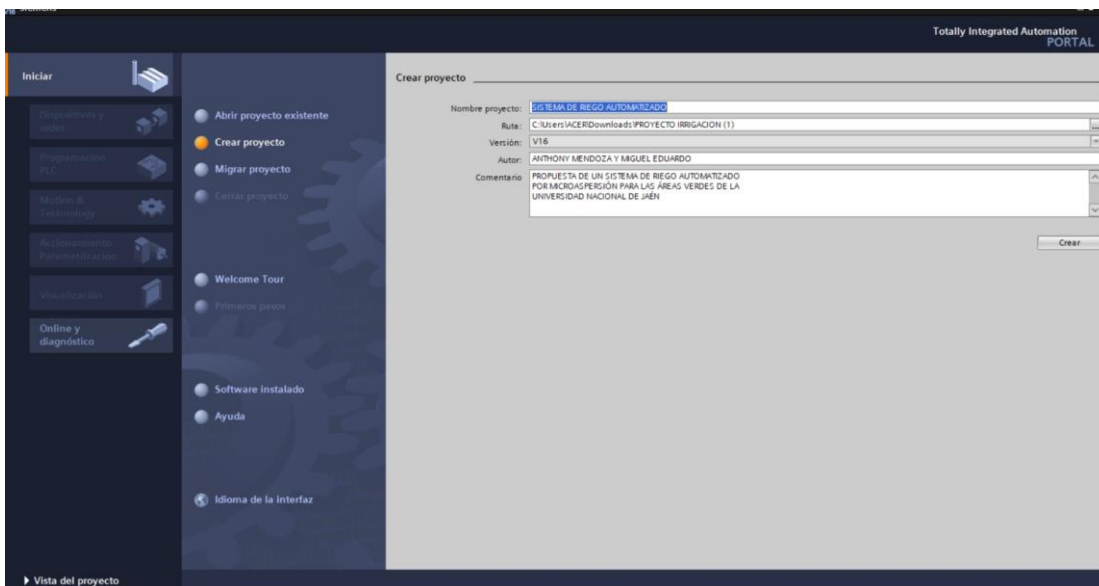 Siemens
Totally Integrated Automation
PORTAL
Iniciar
Dispositivos y
redes
Programación
PLC
Motion &
Technology
Accionamiento
Parametrización
Visualización
Online y
diagnóstico
Abrir proyecto existente
Crear proyecto
Migrar proyecto
Cerrar proyecto
Welcome Tour
Primeros pasos
Software instalado
Ayuda
Idioma de la interfaz
Crear proyecto
Nombre proyecto: SISTEMA DE RIEGO AUTOMATIZADO
Ruta: C:\Users\ACER\Downloads\PROYECTO IRRIGACION (1)
...
Versión: V16
Autor: ANTHONY MENDOZA Y MIGUEL EDUARDO
Comentario PROPUESTA DE UN SISTEMA DE RIEGO AUTOMATIZADO
POR MICROASPERSIÓN PARA LAS ÁREAS VERDES DE LA
UNIVERSIDAD NACIONAL DE JAÉN
Crear
Vista del proyecto